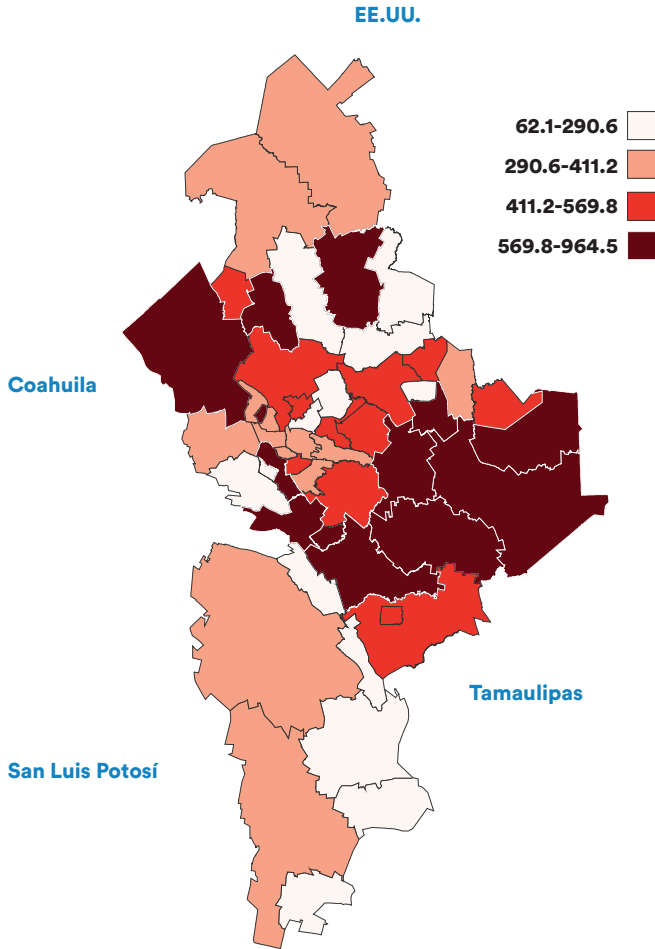 EE.UU.
62.1-290.6
290.6-411.2
411.2-569.8
569.8-964.5
Coahuila
Tamaulipas
San Luis Potosí